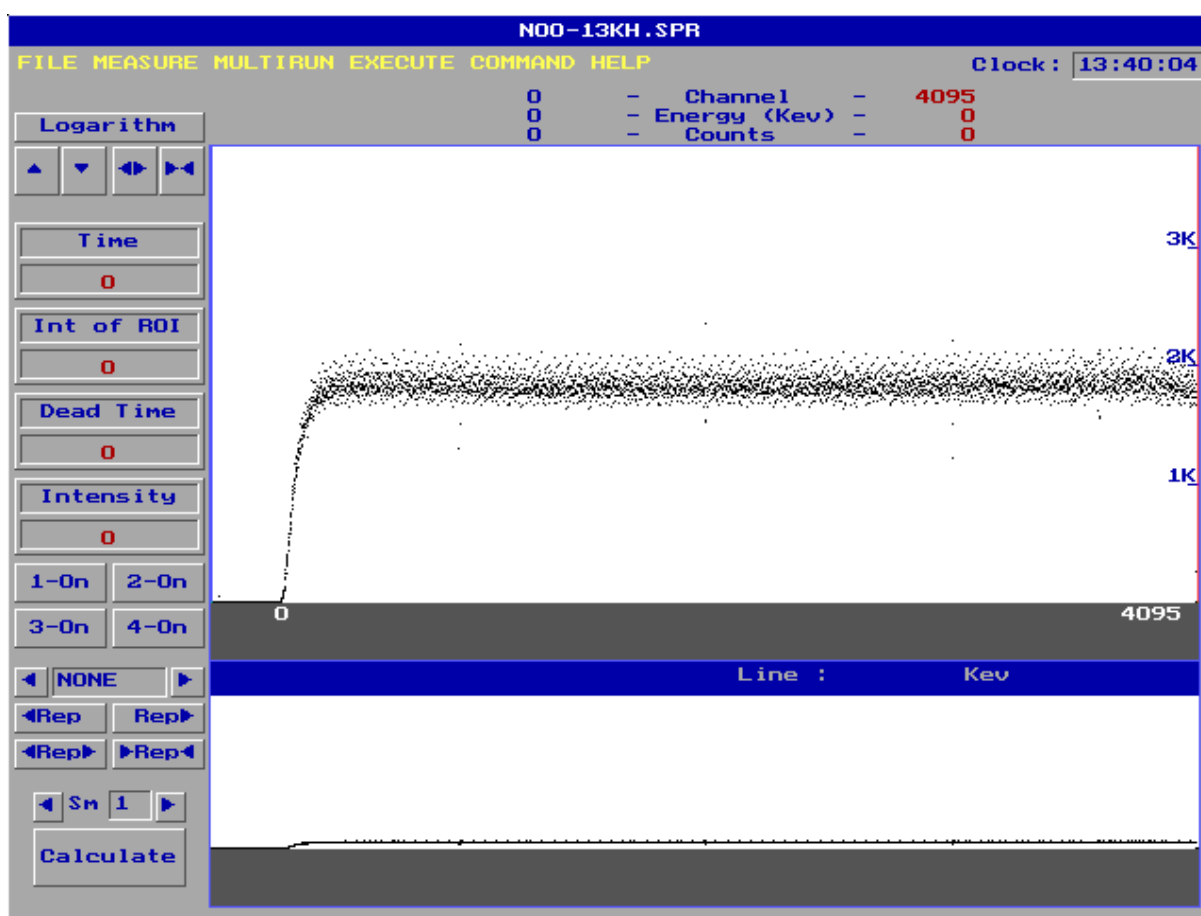 N00-13KH.SPR
FILE MEASURE MULTIRUN EXECUTE COMMAND HELP Clock: 13:40:04
0 - Channel - 4095
0 - Energy (Kev) - 0
0 - Counts - 0
Logarithm
Time
0
Int of ROI
0
Dead Time
0
Intensity
0
1-On 2-On
3-On 4-On
NONE
Rep Rep
Rep Rep
Sm 1
Calculate
3K
2K
1K
0 4095
Line : Kev